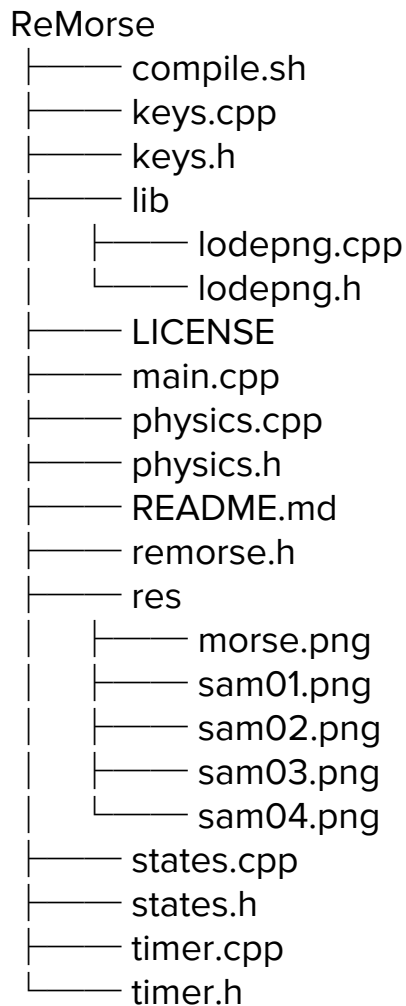 ReMorse
compile.sh
keys.cpp
keys.h
lib
lodepng.cpp
lodepng.h
LICENSE
main.cpp
physics.cpp
physics.h
README.md
remorse.h
res
morse.png
sam01.png
sam02.png
sam03.png
sam04.png
states.cpp
states.h
timer.cpp
timer.h